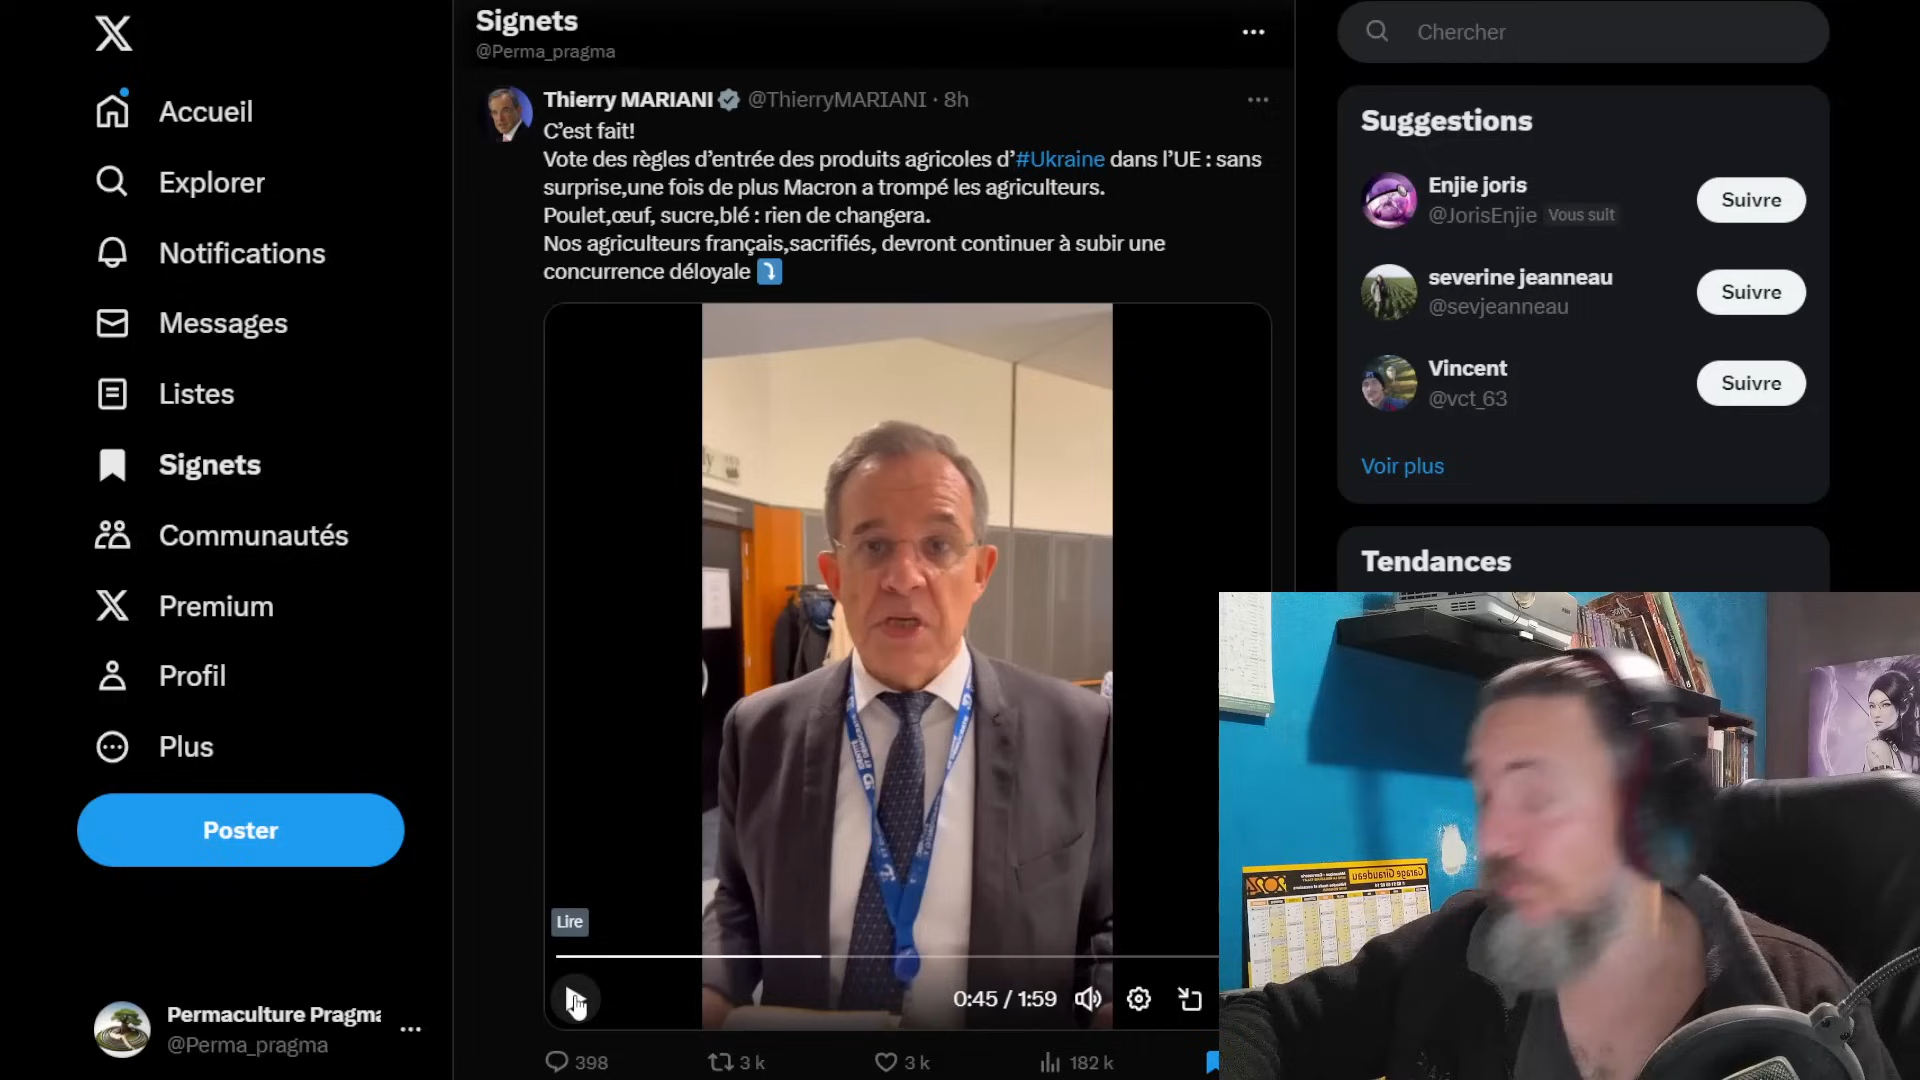 Accueil
Explorer
Notifications
Messages
Listes
Signets
Communautés
Premium
Profil
Plus
Poster
Permaculture Pragma
@Perma_pragma
Signets
@Perma_pragma
Thierry MARIANI @ThierryMARIANI · 8h
C'est fait!
Vote des règles d'entrée des produits agricoles d'#Ukraine dans l'UE : sans
surprise,une fois de plus Macron a trompé les agriculteurs.
Poulet,œuf, sucre,blé : rien de changera.
Nos agriculteurs français,sacrifiés, devront continuer à subir une
concurrence déloyale
Lire
0:45 / 1:59
398
3 k
3 k
182 k
Chercher
Suggestions
Enjie joris
@JorisEnjie Vous suit
Suivre
severine jeanneau
@sevjeanneau
Suivre
Vincent
@vct_63
Suivre
Voir plus
Tendances
Garage Giraudeau